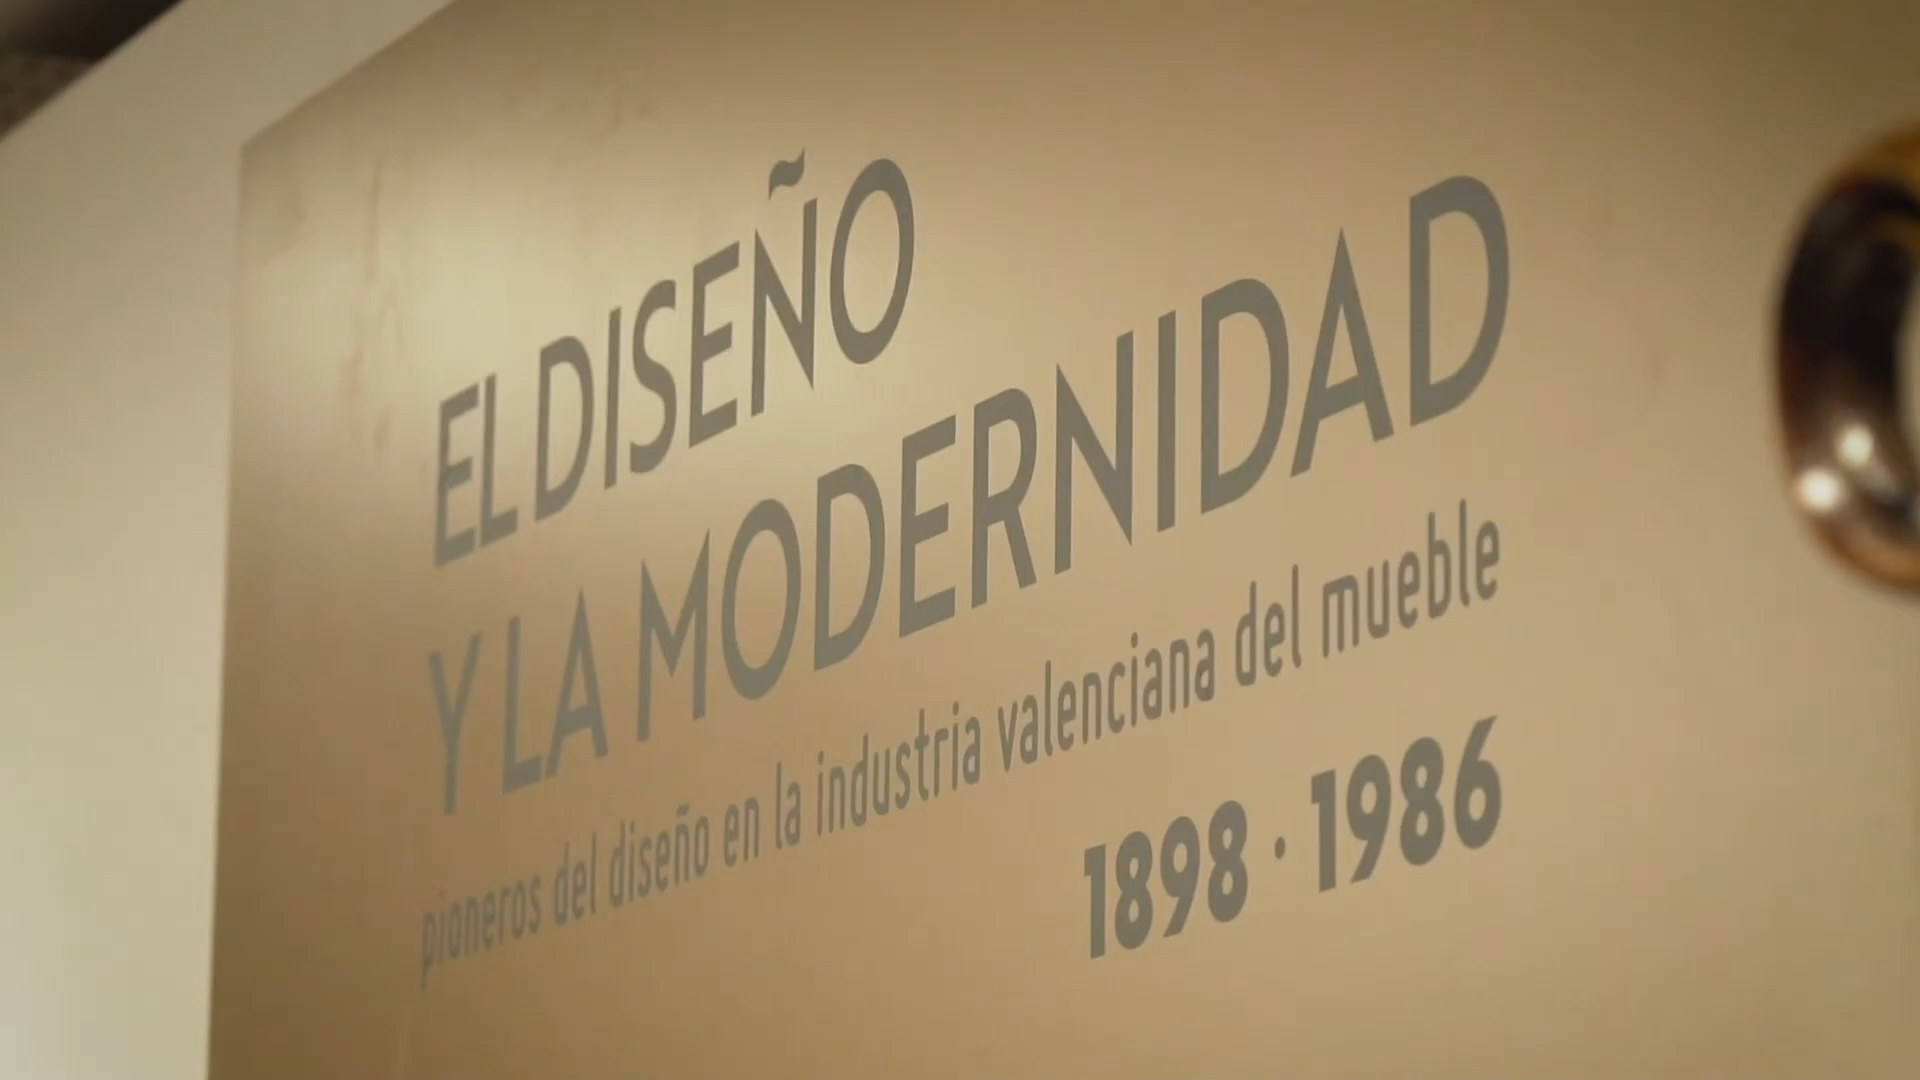 EL DISEÑO
Y LA MODERNIDAD
pioneros del diseño en la industria valenciana del mueble
1898 · 1986